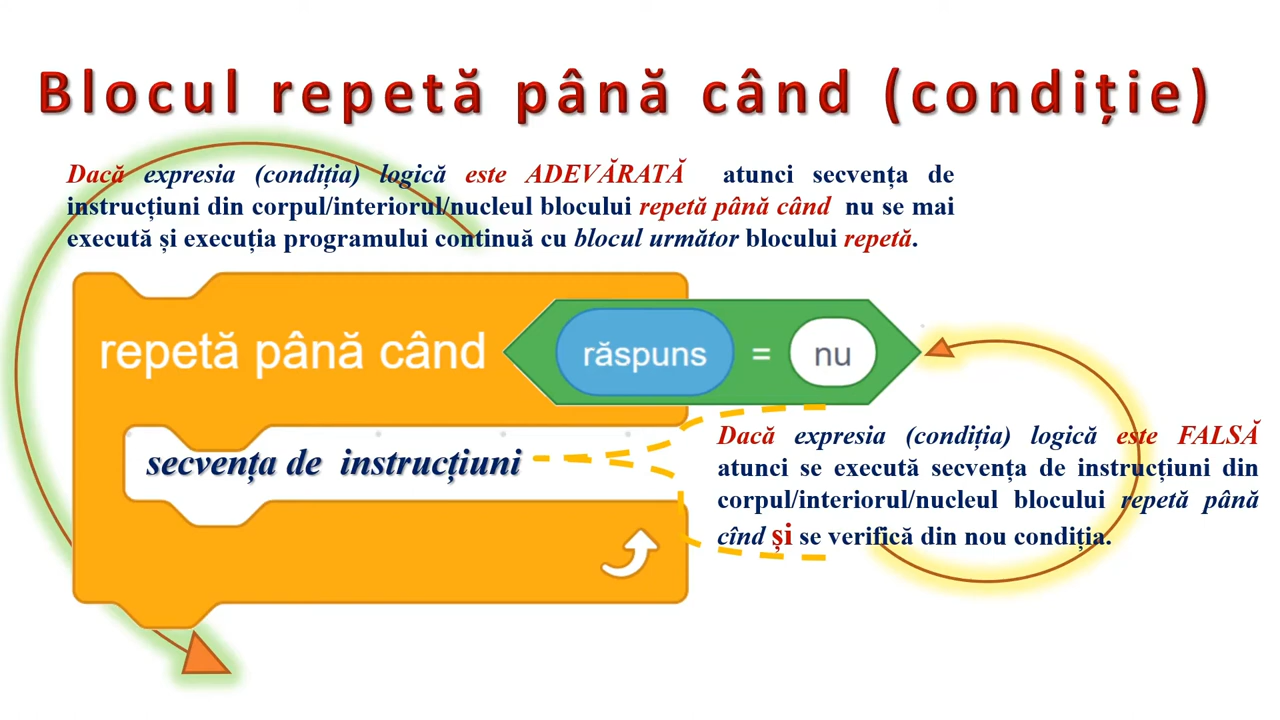 Blocul repetă până când (condiție)
Dacă expresia (condiția) logică este ADEVĂRATĂ atunci secvența de
instrucțiuni din corpul/interiorul/nucleul blocului repetă până când nu se mai
execută și execuția programului continuă cu blocul următor blocului repetă.
repetă până când răspuns = nu
Dacă expresia (condiția) logică este FALSĂ
atunci se execută secvența de instrucțiuni din
corpul/interiorul/nucleul blocului repetă până
cînd și se verifică din nou condiția.
secvența de instrucțiuni